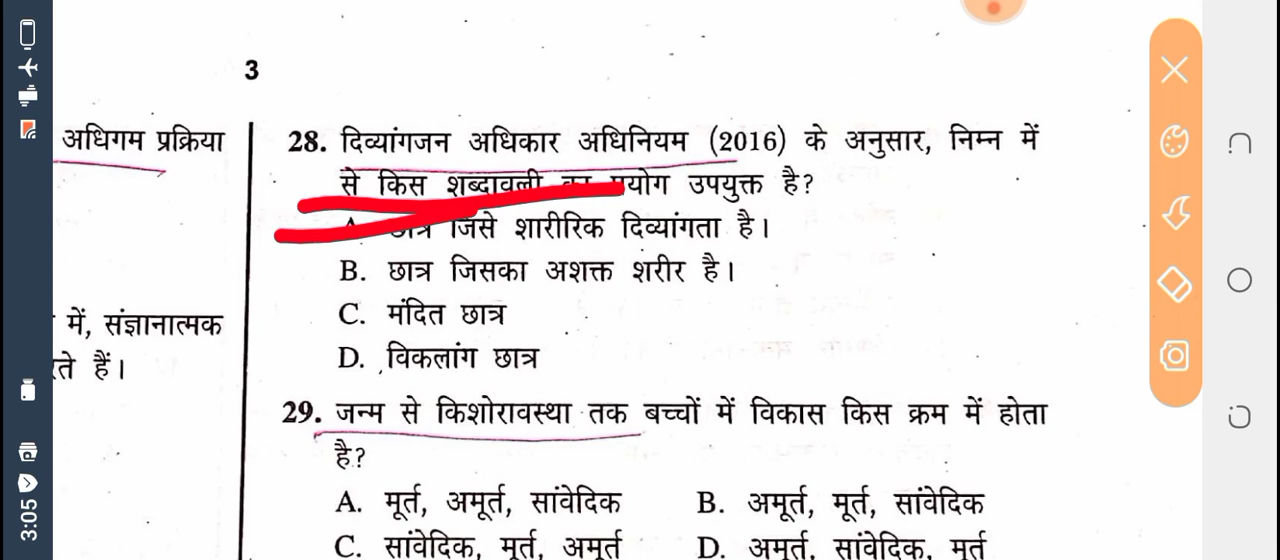 3
अधिगम प्रक्रिया
में, संज्ञानात्मक
ते हैं।
28. दिव्यांगजन अधिकार अधिनियम (2016) के अनुसार, निम्न में
से किस शब्दावली का प्रयोग उपयुक्त है?
A. छात्र जिसे शारीरिक दिव्यांगता है।
B. छात्र जिसका अशक्त शरीर है।
C. मंदित छात्र
D. विकलांग छात्र
29. जन्म से किशोरावस्था तक बच्चों में विकास किस क्रम में होता
है?
A. मूर्त, अमूर्त, सांवेदिक B. अमूर्त, मूर्त, सांवेदिक
C. सांवेदिक, मूर्त, अमूर्त D. अमूर्त, सांवेदिक, मूर्त
3:05